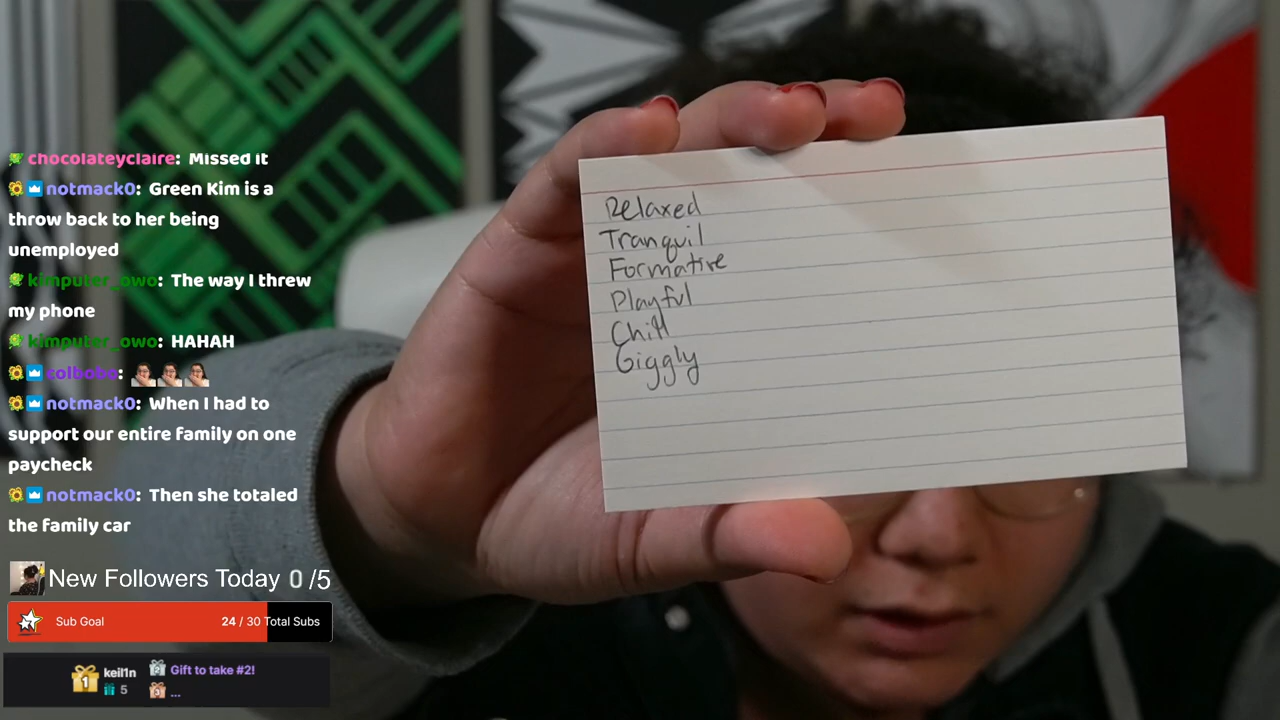 chocolateyclaire: Missed it
notmack0: Green Kim is a
throw back to her being
unemployed
kimputer_owo: The way I threw
my phone
kimputer_owo: HAHAH
colbobo:
notmack0: When I had to
support our entire family on one
paycheck
notmack0: Then she totaled
the family car
New Followers Today 0 /5
Sub Goal 24 / 30 Total Subs
1 keil1n 5
2 Gift to take #2!
3 ...
Relaxed
Tranquil
Formative
Playful
Chill
Giggly